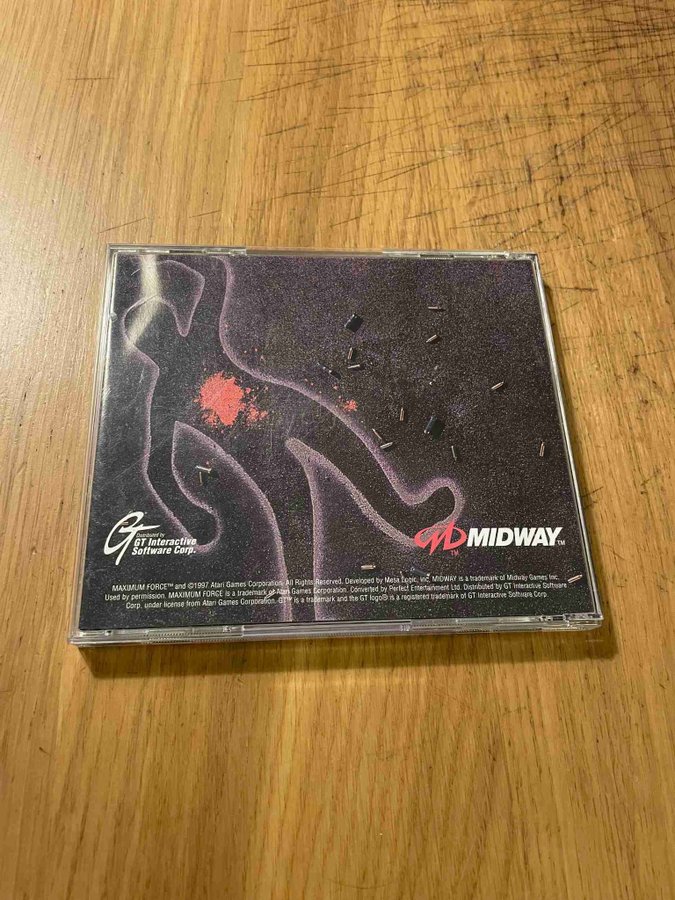 GT
Distributed by
GT Interactive
Software Corp.
MIDWAY™
MAXIMUM FORCE™ and ©1997 Atari Games Corporation. All Rights Reserved. Developed by Mesa Logic, Inc. MIDWAY is a trademark of Midway Games Inc.
Used by permission. MAXIMUM FORCE is a trademark of Atari Games Corporation. Converted by Perfect Entertainment Ltd. Distributed by GT Interactive Software
Corp. under license from Atari Games Corporation. GT™ is a trademark and the GT logo® is a registered trademark of GT Interactive Software Corp.